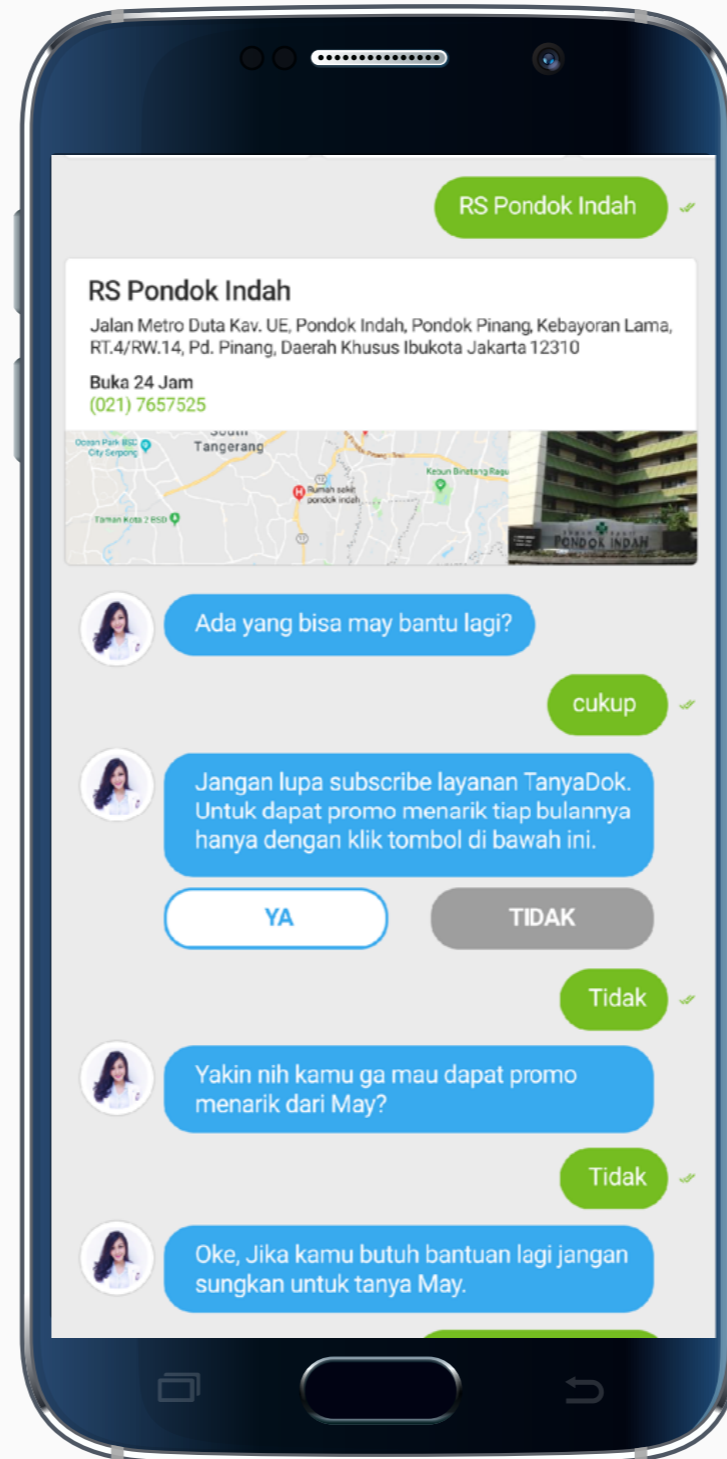 RS Pondok Indah
RS Pondok Indah
Jalan Metro Duta Kav. UE, Pondok Indah, Pondok Pinang, Kebayoran Lama,
RT.4/RW.14, Pd. Pinang, Daerah Khusus Ibukota Jakarta 12310
Buka 24 Jam
(021) 7657525
South
Tangerang
Ocean Park BSD
City Serpong
Kebun Binatang Ragu
Rumah sakit
pondok indah
Taman Kota 2 BSD
PONDOK INDAH
Ada yang bisa may bantu lagi?
cukup
Jangan lupa subscribe layanan TanyaDok.
Untuk dapat promo menarik tiap bulannya
hanya dengan klik tombol di bawah ini.
YA
TIDAK
Tidak
Yakin nih kamu ga mau dapat promo
menarik dari May?
Tidak
Oke, Jika kamu butuh bantuan lagi jangan
sungkan untuk tanya May.